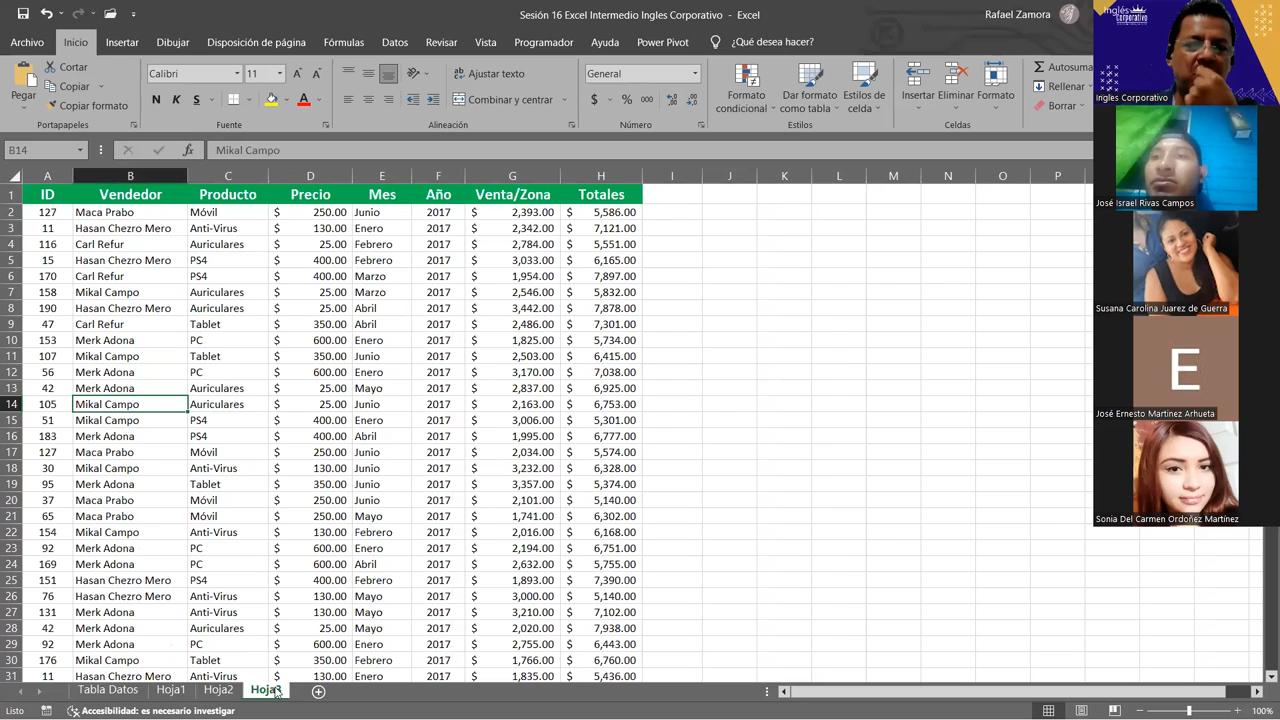 Sesión 16 Excel Intermedio Ingles Corporativo - Excel
Rafael Zamora
Archivo Inicio Insertar Dibujar Disposición de página Fórmulas Datos Revisar Vista Programador Ayuda Power Pivot ¿Qué desea hacer?
Pegar
Cortar
Copiar
Copiar formato
Portapapeles
Calibri 11
N K S
Fuente
Ajustar texto
Combinar y centrar
Alineación
General
$ % 000
Número
Formato condicional
Dar formato como tabla
Estilos de celda
Estilos
Insertar Eliminar Formato
Celdas
Autosuma
Rellenar
Borrar
B14 fx Mikal Campo
A B C D E F G H I J K L M N O P
1 ID Vendedor Producto Precio Mes Año Venta/Zona Totales
2 127 Maca Prabo Móvil $ 250.00 Junio 2017 $ 2,393.00 $ 5,586.00
3 11 Hasan Chezro Mero Anti-Virus $ 130.00 Enero 2017 $ 2,342.00 $ 7,121.00
4 116 Carl Refur Auriculares $ 25.00 Febrero 2017 $ 2,784.00 $ 5,551.00
5 15 Hasan Chezro Mero PS4 $ 400.00 Febrero 2017 $ 3,033.00 $ 6,165.00
6 170 Carl Refur PS4 $ 400.00 Marzo 2017 $ 1,954.00 $ 7,897.00
7 158 Mikal Campo Auriculares $ 25.00 Marzo 2017 $ 2,546.00 $ 5,832.00
8 190 Hasan Chezro Mero Auriculares $ 25.00 Abril 2017 $ 3,442.00 $ 7,878.00
9 47 Carl Refur Tablet $ 350.00 Abril 2017 $ 2,486.00 $ 7,301.00
10 153 Merk Adona PC $ 600.00 Enero 2017 $ 1,825.00 $ 5,734.00
11 107 Mikal Campo Tablet $ 350.00 Junio 2017 $ 2,503.00 $ 6,415.00
12 56 Merk Adona PC $ 600.00 Enero 2017 $ 3,170.00 $ 7,038.00
13 42 Merk Adona Auriculares $ 25.00 Mayo 2017 $ 2,837.00 $ 6,925.00
14 105 Mikal Campo Auriculares $ 25.00 Junio 2017 $ 2,163.00 $ 6,753.00
15 51 Mikal Campo PS4 $ 400.00 Enero 2017 $ 3,006.00 $ 5,301.00
16 183 Merk Adona PS4 $ 400.00 Abril 2017 $ 1,995.00 $ 6,777.00
17 127 Maca Prabo Móvil $ 250.00 Junio 2017 $ 2,034.00 $ 5,574.00
18 30 Mikal Campo Anti-Virus $ 130.00 Enero 2017 $ 3,232.00 $ 6,328.00
19 95 Merk Adona Tablet $ 350.00 Junio 2017 $ 3,357.00 $ 5,374.00
20 37 Maca Prabo Móvil $ 250.00 Junio 2017 $ 2,101.00 $ 5,140.00
21 65 Maca Prabo Móvil $ 250.00 Mayo 2017 $ 1,741.00 $ 6,302.00
22 154 Mikal Campo Anti-Virus $ 130.00 Febrero 2017 $ 2,016.00 $ 6,168.00
23 92 Merk Adona PC $ 600.00 Enero 2017 $ 2,194.00 $ 6,751.00
24 169 Merk Adona PC $ 600.00 Abril 2017 $ 2,632.00 $ 5,755.00
25 151 Hasan Chezro Mero PS4 $ 400.00 Febrero 2017 $ 1,893.00 $ 7,390.00
26 76 Hasan Chezro Mero Anti-Virus $ 130.00 Mayo 2017 $ 3,000.00 $ 5,140.00
27 131 Merk Adona Anti-Virus $ 130.00 Mayo 2017 $ 3,210.00 $ 7,102.00
28 42 Merk Adona Auriculares $ 25.00 Mayo 2017 $ 2,020.00 $ 7,938.00
29 92 Merk Adona PC $ 600.00 Enero 2017 $ 2,755.00 $ 6,443.00
30 176 Mikal Campo Tablet $ 350.00 Febrero 2017 $ 1,766.00 $ 6,760.00
31 11 Hasan Chezro Mero Anti-Virus $ 130.00 Enero 2017 $ 1,835.00 $ 5,436.00
Tabla Datos Hoja1 Hoja2 Hoja3
Listo Accesibilidad: es necesario investigar 100%
Inglés
Corporativo
Ingles Corporativo
José Israel Rivas Campos
Susana Carolina Juarez de Guerra
E
José Ernesto Martinez Arhueta
Sonia Del Carmen Ordoñez Martínez